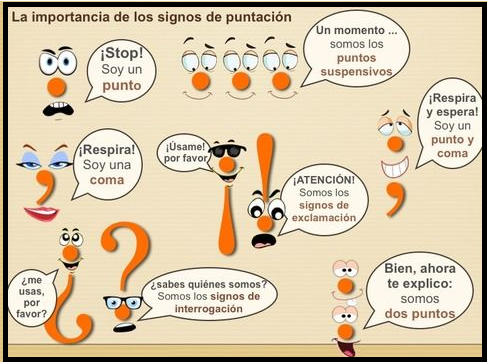 La importancia de los signos de puntación
¡Stop!
Soy un
punto
Un momento ...
somos los
puntos
suspensivos
¡Respira
y espera!
Soy un
punto y
coma
¡Respira!
Soy una
coma
¡Úsame!
por favor
¡ATENCIÓN!
Somos los
signos de
exclamación
¿me
usas,
por
favor?
¿sabes quiénes somos?
Somos los signos de
interrogación
Bien, ahora
te explico:
somos
dos puntos